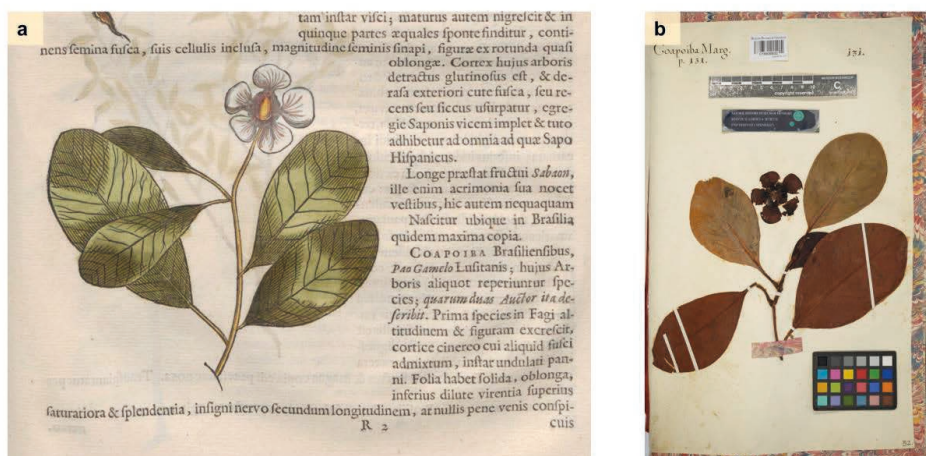 a
tam instar visci; maturus autem nigrescit & in
quinque partes æquales sponte finditur, conti-
nens semina fusca, suis cellulis inclusa, magnitudine seminis sinapi, figuræ ex rotunda quasi
oblongæ. Cortex hujus arboris
detractus glutinosus est, & de-
rasa exteriori cute fusca, seu re-
cens seu siccus usurpatur, egre-
gie Saponis vicem implet & tuto
adhibetur ad omnia ad quæ Sapo
Hispanicus.
Longe præstat fructui Sabaon,
ille enim acrimonia sua nocet
vestibus, hic autem nequaquam
Nascitur ubique in Brasilia
quidem maxima copia.
COAPOIBA Brasiliensibus,
Pao Gamelo Lusitanis; hujus Ar-
boris aliquot reperiuntur spe-
cies; quarum duas Auctor ita de-
scribit. Prima species in Fagi al-
titudinem & figuram excrescit,
cortice cinereo cui aliquid fusci
admixtum, instar undulati pan-
ni. Folia habet solida, oblonga,
inferius dilute virentia superius
saturatiora & splendentia, insigni nervo secundum longitudinem, at nullis pene venis conspi-
R 2 cuis
b
Coapoiba Marg.
p. 131.
131.
copyright reserved